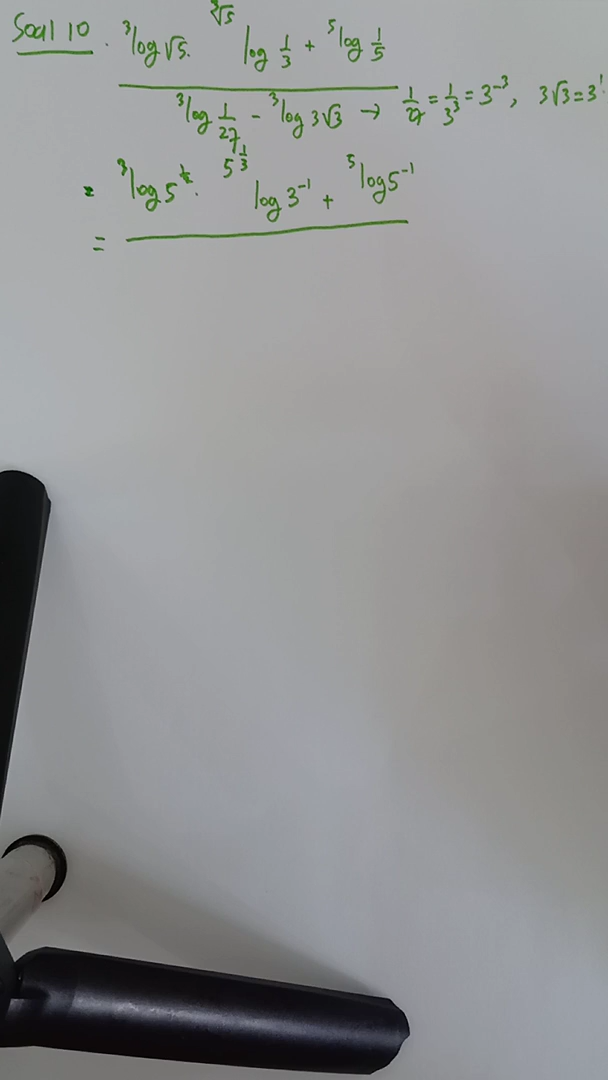 Soal 10. ³log √5 . ∛5 log 1/3 + ⁵log 1/5
³log 1/27 - ³log 3√3 → 1/27 = 1/3³ = 3⁻³, 3√3 = 3¹
= ³log 5^(1/2) . 5^(1/3) log 3⁻¹ + ⁵log 5⁻¹